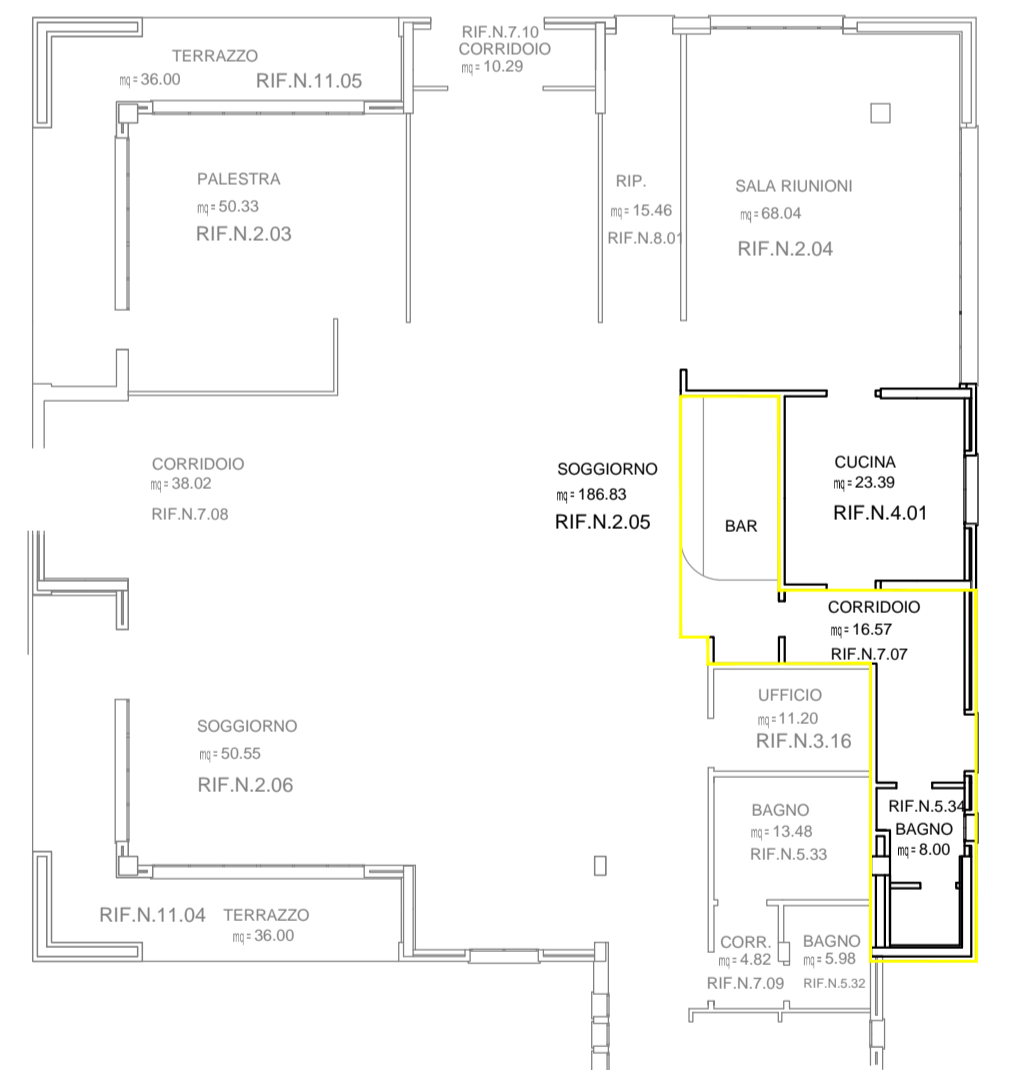 RIF.N.7.10
CORRIDOIO
mq = 10.29
TERRAZZO
mq = 36.00
RIF.N.11.05
PALESTRA
mq = 50.33
RIF.N.2.03
RIP.
mq = 15.46
RIF.N.8.01
SALA RIUNIONI
mq = 68.04
RIF.N.2.04
CORRIDOIO
mq = 38.02
RIF.N.7.08
SOGGIORNO
mq = 186.83
RIF.N.2.05
BAR
CUCINA
mq = 23.39
RIF.N.4.01
CORRIDOIO
mq = 16.57
RIF.N.7.07
SOGGIORNO
mq = 50.55
RIF.N.2.06
UFFICIO
mq = 11.20
RIF.N.3.16
BAGNO
mq = 13.48
RIF.N.5.33
RIF.N.5.34
BAGNO
mq = 8.00
RIF.N.11.04 TERRAZZO
mq = 36.00
CORR.
mq = 4.82
RIF.N.7.09
BAGNO
mq = 5.98
RIF.N.5.32